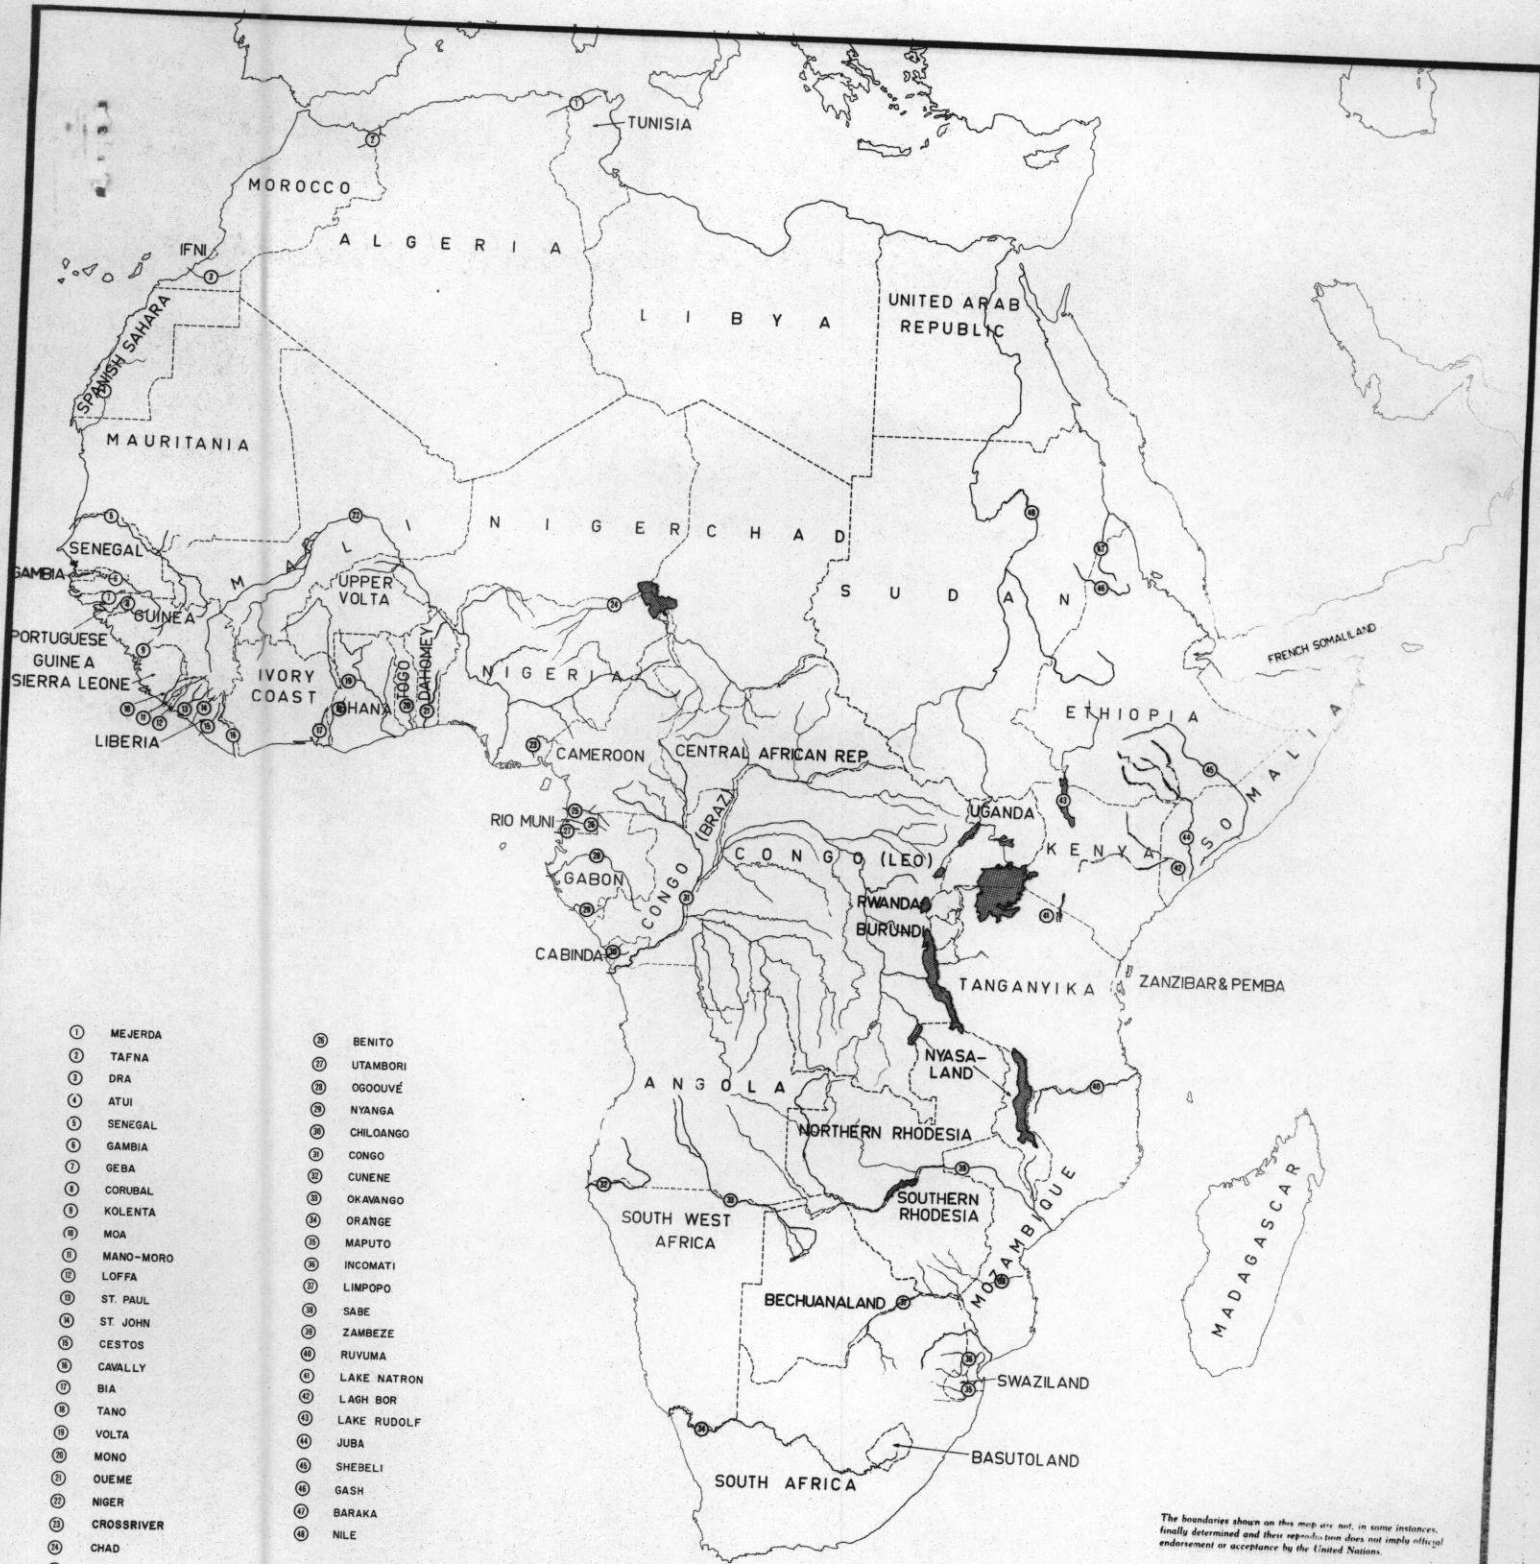 TUNISIA
MOROCCO
ALGERIA
IFNI
LIBYA
UNITED ARAB
REPUBLIC
SPANISH SAHARA
MAURITANIA
MALI
NIGER
CHAD
SUDAN
SENEGAL
GAMBIA
UPPER
VOLTA
GUINEA
PORTUGUESE
GUINEA
SIERRA LEONE
IVORY
COAST
GHANA
TOGO
DAHOMEY
NIGERIA
LIBERIA
FRENCH SOMALILAND
ETHIOPIA
SOMALIA
CAMEROON
CENTRAL AFRICAN REP.
RIO MUNI
CONGO (BRAZ)
UGANDA
KENYA
CONGO (LEO)
GABON
RWANDA
BURUNDI
CABINDA
TANGANYIKA
ZANZIBAR & PEMBA
NYASA-
LAND
ANGOLA
NORTHERN RHODESIA
SOUTHERN
RHODESIA
MOZAMBIQUE
SOUTH WEST
AFRICA
MADAGASCAR
BECHUANALAND
SWAZILAND
BASUTOLAND
SOUTH AFRICA
1 MEJERDA
2 TAFNA
3 DRA
4 ATUI
5 SENEGAL
6 GAMBIA
7 GEBA
8 CORUBAL
9 KOLENTA
10 MOA
11 MANO-MORO
12 LOFFA
13 ST. PAUL
14 ST. JOHN
15 CESTOS
16 CAVALLY
17 BIA
18 TANO
19 VOLTA
20 MONO
21 OUEME
22 NIGER
23 CROSSRIVER
24 CHAD
26 BENITO
27 UTAMBORI
28 OGOOUVÉ
29 NYANGA
30 CHILOANGO
31 CONGO
32 CUNENE
33 OKAVANGO
34 ORANGE
35 MAPUTO
36 INCOMATI
37 LIMPOPO
38 SABE
39 ZAMBEZE
40 RUVUMA
41 LAKE NATRON
42 LAGH BOR
43 LAKE RUDOLF
44 JUBA
45 SHEBELI
46 GASH
47 BARAKA
48 NILE
The boundaries shown on this map are not, in some instances,
finally determined and their reproduction does not imply official
endorsement or acceptance by the United Nations.